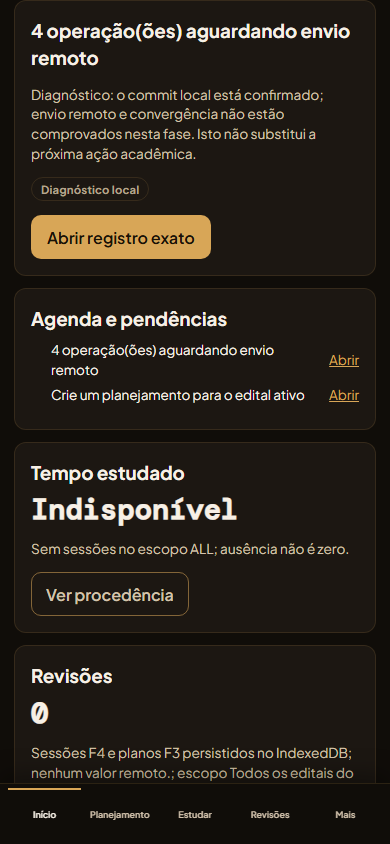 4 operação(ões) aguardando envio
remoto
Diagnóstico: o commit local está confirmado;
envio remoto e convergência não estão
comprovados nesta fase. Isto não substitui a
próxima ação acadêmica.
Diagnóstico local
Abrir registro exato
Agenda e pendências
4 operação(ões) aguardando envio
remoto
Abrir
Crie um planejamento para o edital ativo
Abrir
Tempo estudado
Indisponível
Sem sessões no escopo ALL; ausência não é zero.
Ver procedência
Revisões
0
Sessões F4 e planos F3 persistidos no IndexedDB;
nenhum valor remoto.; escopo Todos os editais do
Início
Planejamento
Estudar
Revisões
Mais